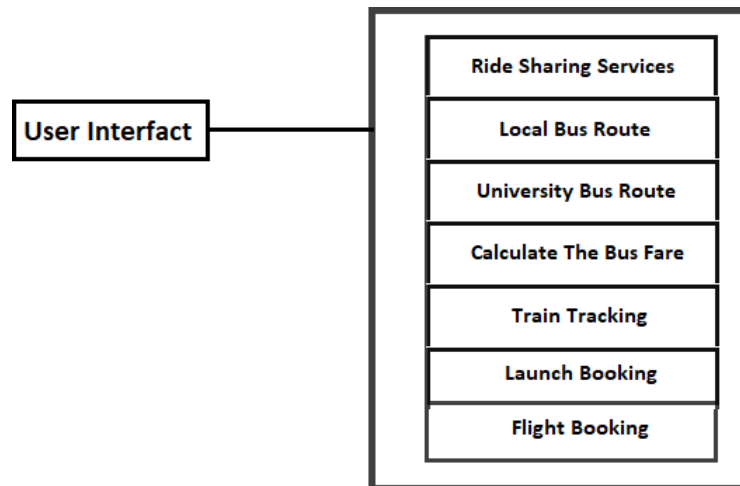 User Interfact
Ride Sharing Services
Local Bus Route
University Bus Route
Calculate The Bus Fare
Train Tracking
Launch Booking
Flight Booking